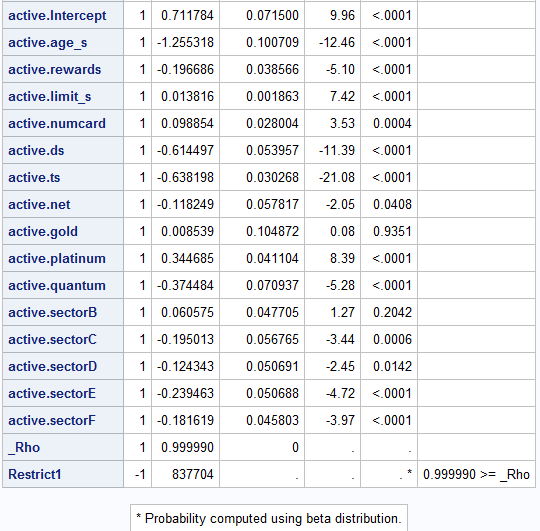 active.Intercept 1 0.711784 0.071500 9.96 <.0001
active.age_s 1 -1.255318 0.100709 -12.46 <.0001
active.rewards 1 -0.196686 0.038566 -5.10 <.0001
active.limit_s 1 0.013816 0.001863 7.42 <.0001
active.numcard 1 0.098854 0.028004 3.53 0.0004
active.ds 1 -0.614497 0.053957 -11.39 <.0001
active.ts 1 -0.638198 0.030268 -21.08 <.0001
active.net 1 -0.118249 0.057817 -2.05 0.0408
active.gold 1 0.008539 0.104872 0.08 0.9351
active.platinum 1 0.344685 0.041104 8.39 <.0001
active.quantum 1 -0.374484 0.070937 -5.28 <.0001
active.sectorB 1 0.060575 0.047705 1.27 0.2042
active.sectorC 1 -0.195013 0.056765 -3.44 0.0006
active.sectorD 1 -0.124343 0.050691 -2.45 0.0142
active.sectorE 1 -0.239463 0.050688 -4.72 <.0001
active.sectorF 1 -0.181619 0.045803 -3.97 <.0001
_Rho 1 0.999990 0 . .
Restrict1 -1 837704 . . . * 0.999990 >= _Rho
* Probability computed using beta distribution.